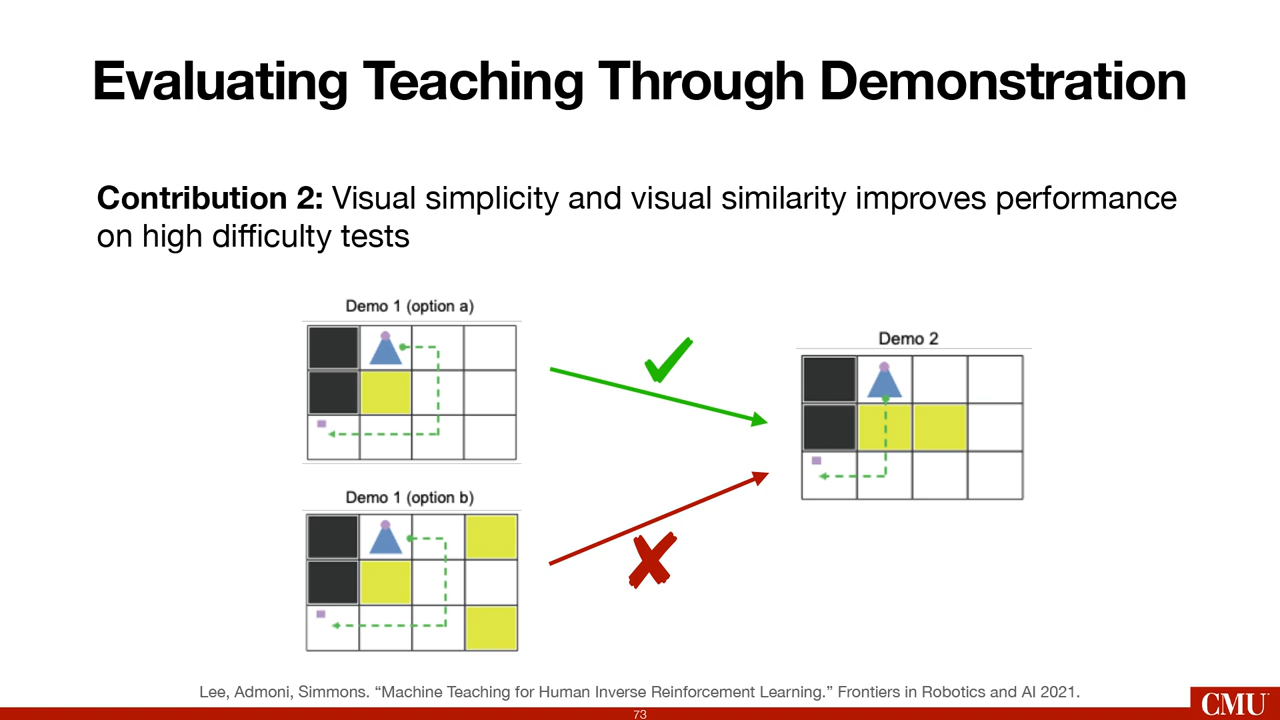 Evaluating Teaching Through Demonstration
Contribution 2: Visual simplicity and visual similarity improves performance
on high difficulty tests
Demo 1 (option a)
Demo 2
Demo 1 (option b)
Lee, Admoni, Simmons. “Machine Teaching for Human Inverse Reinforcement Learning.” Frontiers in Robotics and AI 2021.
73
CMU